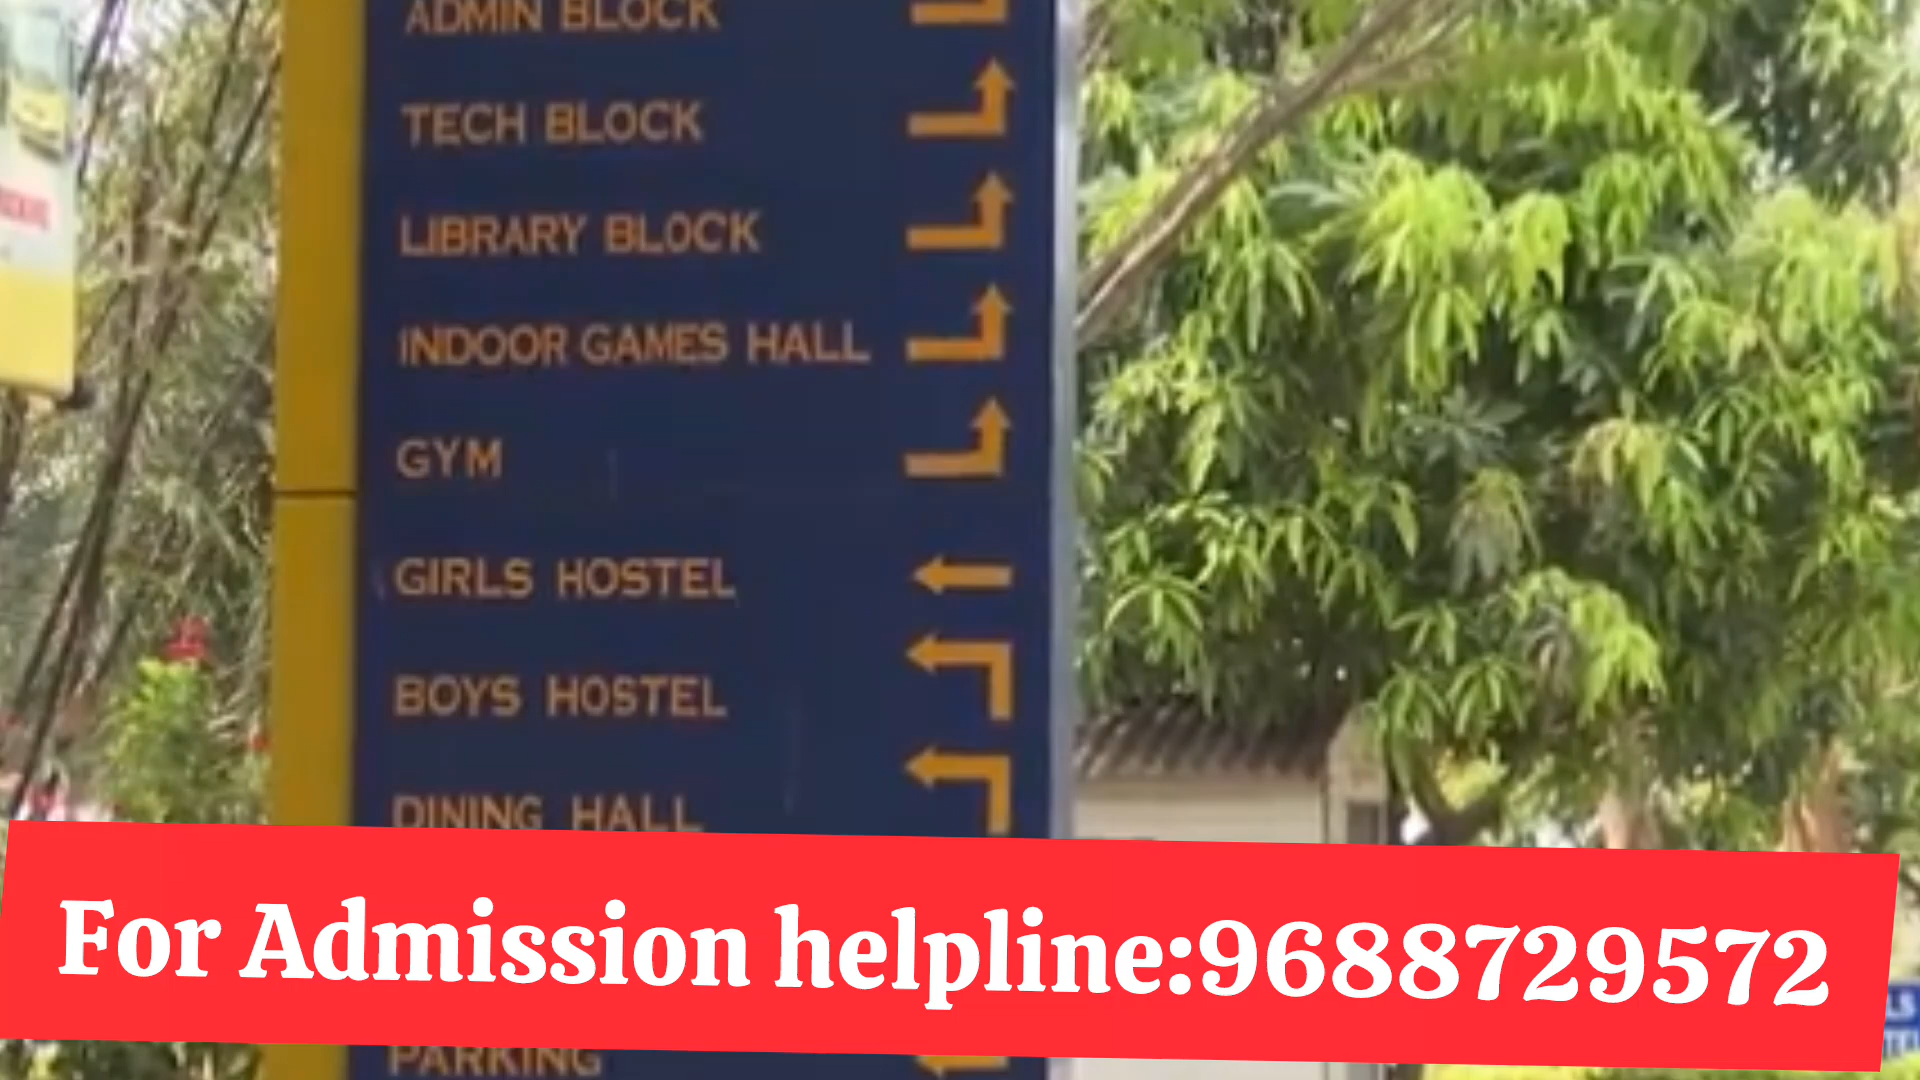 ADMIN BLOCK
TECH BLOCK
LIBRARY BLOCK
INDOOR GAMES HALL
GYM
GIRLS HOSTEL
BOYS HOSTEL
DINING HALL
For Admission helpline:9688729572
PARKING